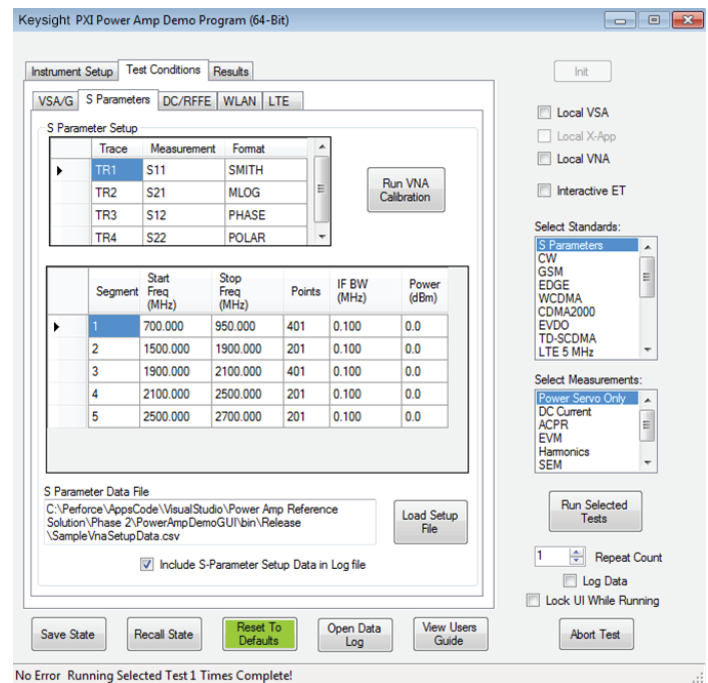 Keysight PXI Power Amp Demo Program (64-Bit)
Instrument Setup Test Conditions Results
VSA/G S Parameters DC/RFFE WLAN LTE
S Parameter Setup
Trace Measurement Format
TR1 S11 SMITH
TR2 S21 MLOG
TR3 S12 PHASE
TR4 S22 POLAR
Run VNA
Calibration
Segment Start Freq (MHz) Stop Freq (MHz) Points IF BW (MHz) Power (dBm)
1 700.000 950.000 401 0.100 0.0
2 1500.000 1900.000 201 0.100 0.0
3 1900.000 2100.000 401 0.100 0.0
4 2100.000 2500.000 201 0.100 0.0
5 2500.000 2700.000 201 0.100 0.0
S Parameter Data File
C:\Perforce\AppsCode\VisualStudio\Power Amp Reference
Solution\Phase 2\PowerAmpDemoGUI\bin\Release
\SampleVnaSetupData.csv
Load Setup
File
Include S-Parameter Setup Data in Log file
Init
Local VSA
Local X-App
Local VNA
Interactive ET
Select Standards:
S Parameters
CW
GSM
EDGE
WCDMA
CDMA2000
EVDO
TD-SCDMA
LTE 5 MHz
Select Measurements:
Power Servo Only
DC Current
ACPR
EVM
Harmonics
SEM
Run Selected
Tests
1 Repeat Count
Log Data
Lock UI While Running
Save State
Recall State
Reset To
Defaults
Open Data
Log
View Users
Guide
Abort Test
No Error Running Selected Test 1 Times Complete!